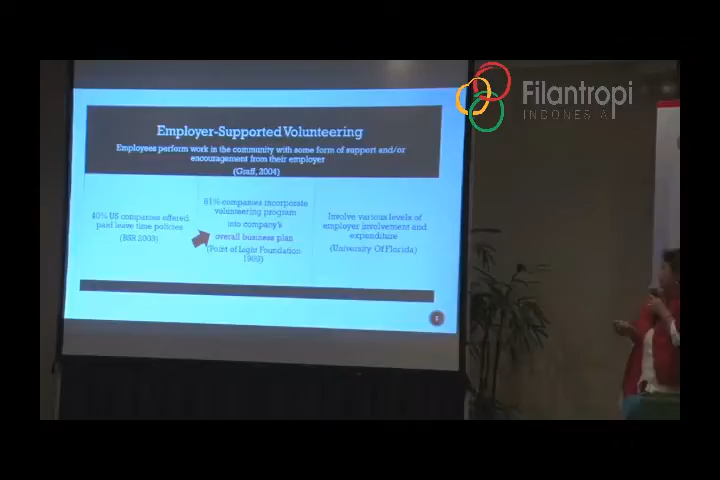 Filantropi
INDONESIA
Employer-Supported Volunteering
Employees perform work in the community with some form of support and/or
encouragement from their employer
(Graff, 2004)
40% US companies offered
paid leave time policies
(BSR 2003)
81% companies incorporate
volunteering program
into company's
overall business plan
(Point of Light Foundation
1989)
Involve various levels of
employer involvement and
expenditure
(University Of Florida)